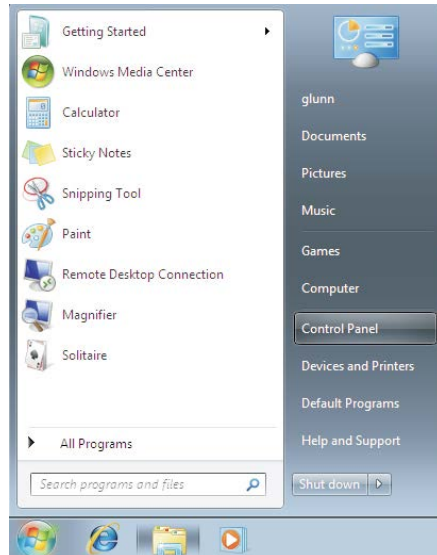 Getting Started
Windows Media Center
Calculator
Sticky Notes
Snipping Tool
Paint
Remote Desktop Connection
Magnifier
Solitaire
All Programs
Search programs and files
glunn
Documents
Pictures
Music
Games
Computer
Control Panel
Devices and Printers
Default Programs
Help and Support
Shut down